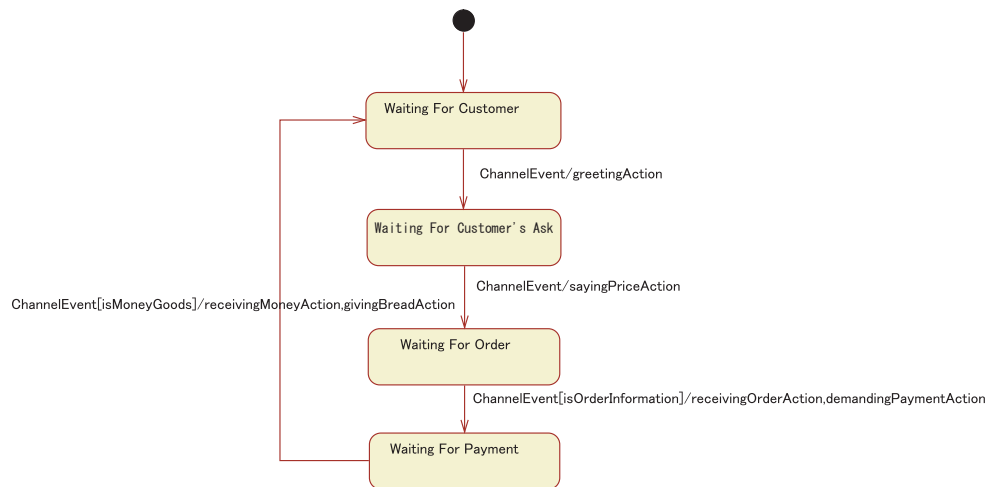 Waiting For Customer
ChannelEvent/greetingAction
Waiting For Customer's Ask
ChannelEvent/sayingPriceAction
ChannelEvent[isMoneyGoods]/receivingMoneyAction,givingBreadAction
Waiting For Order
ChannelEvent[isOrderInformation]/receivingOrderAction,demandingPaymentAction
Waiting For Payment